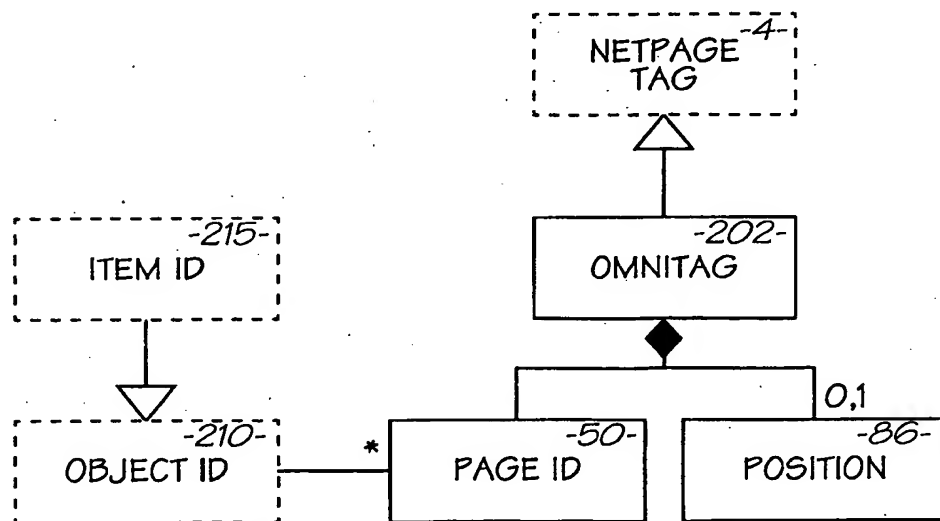 -4-
NETPAGE
TAG
-215-
ITEM ID
-202-
OMNITAG
0,1
-210-
OBJECT ID
*
-50-
PAGE ID
-86-
POSITION